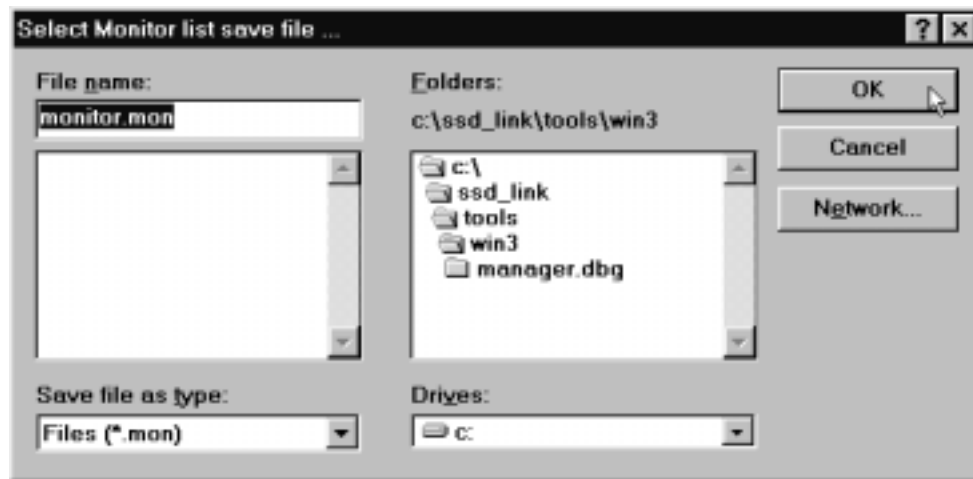 Select Monitor list save file ...
? ×
File name:
monitor.mon
Folders:
c:\ssd_link\tools\win3
c:\
ssd_link
tools
win3
manager.dbg
OK
Cancel
Network...
Save file as type:
Files (*.mon)
Drives:
c: